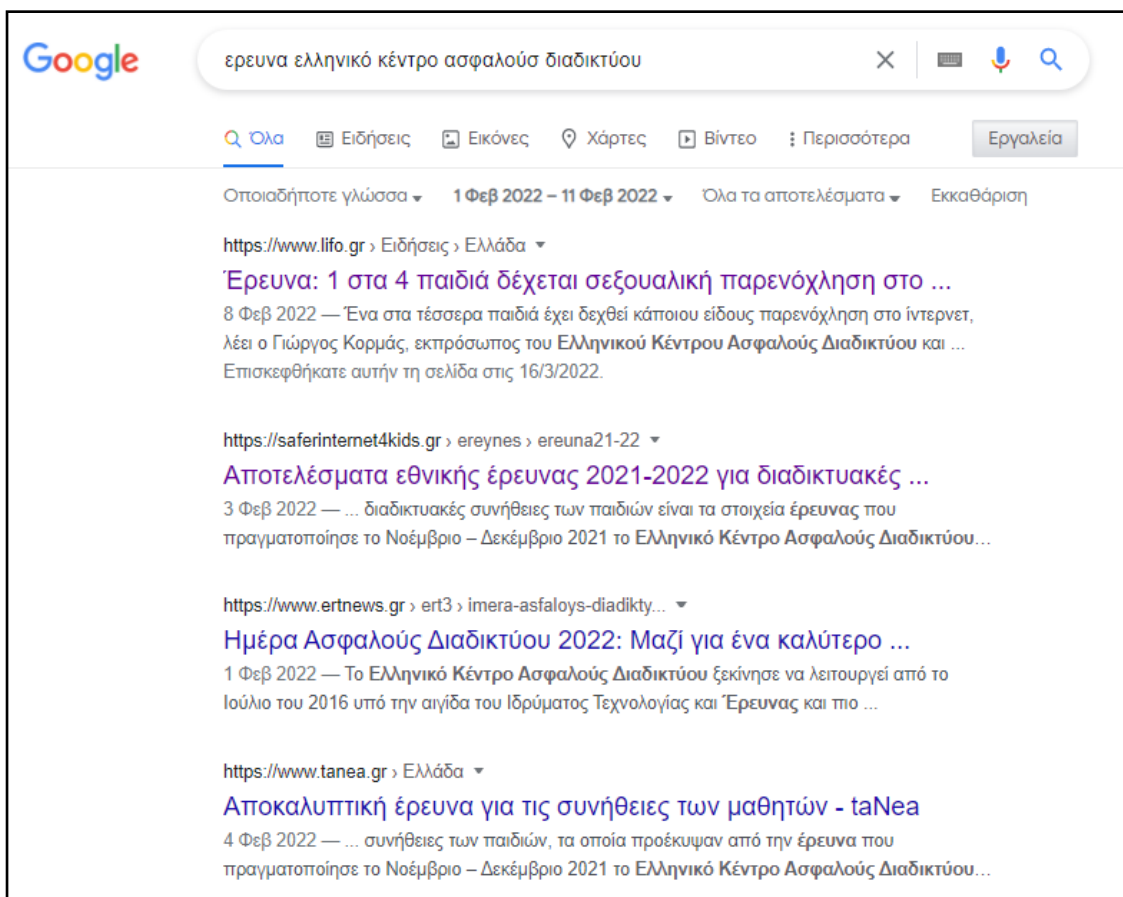 Google
ερευνα ελληνικό κέντρο ασφαλούσ διαδικτύου
Όλα Ειδήσεις Εικόνες Χάρτες Βίντεο Περισσότερα Εργαλεία
Οποιαδήποτε γλώσσα 1 Φεβ 2022 – 11 Φεβ 2022 Όλα τα αποτελέσματα Εκκαθάριση
https://www.lifo.gr › Ειδήσεις › Ελλάδα
Έρευνα: 1 στα 4 παιδιά δέχεται σεξουαλική παρενόχληση στο ...
8 Φεβ 2022 — Ένα στα τέσσερα παιδιά έχει δεχθεί κάποιου είδους παρενόχληση στο ίντερνετ,
λέει ο Γιώργος Κορμάς, εκπρόσωπος του Ελληνικού Κέντρου Ασφαλούς Διαδικτύου και ...
Επισκεφθήκατε αυτήν τη σελίδα στις 16/3/2022.
https://saferinternet4kids.gr › ereynes › ereuna21-22
Αποτελέσματα εθνικής έρευνας 2021-2022 για διαδικτυακές ...
3 Φεβ 2022 — ... διαδικτυακές συνήθειες των παιδιών είναι τα στοιχεία έρευνας που
πραγματοποίησε το Νοέμβριο – Δεκέμβριο 2021 το Ελληνικό Κέντρο Ασφαλούς Διαδικτύου...
https://www.ertnews.gr › ert3 › imera-asfaloys-diadikty...
Ημέρα Ασφαλούς Διαδικτύου 2022: Μαζί για ένα καλύτερο ...
1 Φεβ 2022 — Το Ελληνικό Κέντρο Ασφαλούς Διαδικτύου ξεκίνησε να λειτουργεί από το
Ιούλιο του 2016 υπό την αιγίδα του Ιδρύματος Τεχνολογίας και Έρευνας και πιο ...
https://www.tanea.gr › Ελλάδα
Αποκαλυπτική έρευνα για τις συνήθειες των μαθητών - taNea
4 Φεβ 2022 — ... συνήθειες των παιδιών, τα οποία προέκυψαν από την έρευνα που
πραγματοποίησε το Νοέμβριο – Δεκέμβριο 2021 το Ελληνικό Κέντρο Ασφαλούς Διαδικτύου...